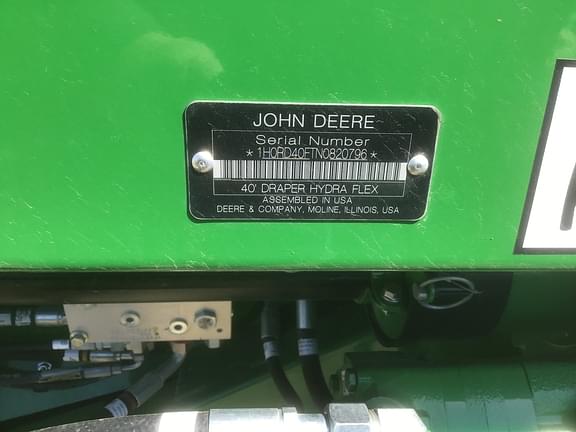 JOHN DEERE
Serial Number
* 1H0RD40FTN0820796 *
40' DRAPER HYDRA FLEX
ASSEMBLED IN USA
DEERE & COMPANY, MOLINE, ILLINOIS, USA